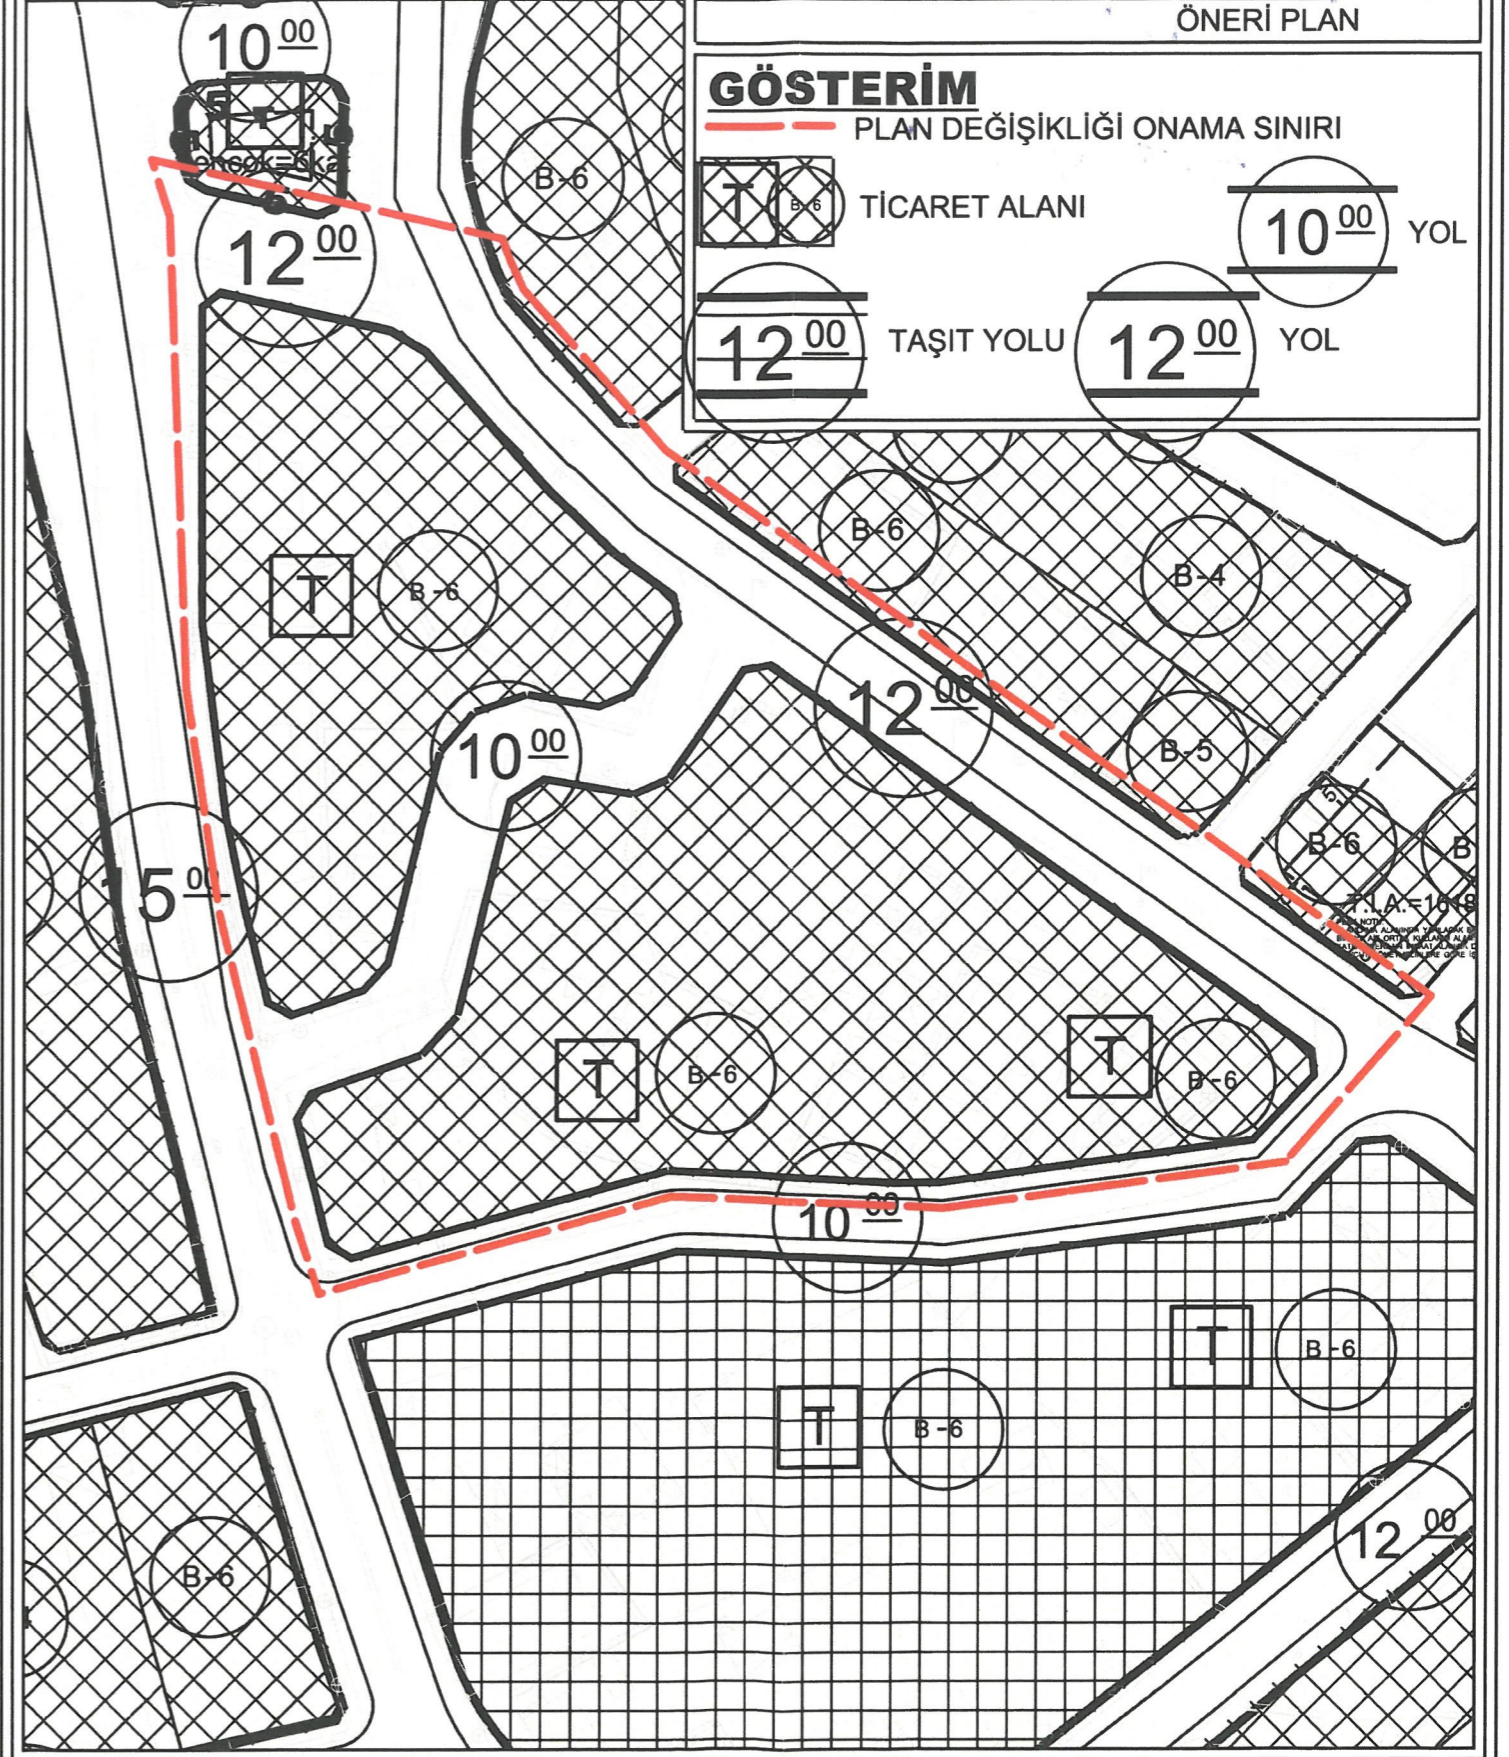 ÖNERİ PLAN
GÖSTERİM
PLAN DEĞİŞİKLİĞİ ONAMA SINIRI
T B-6 TİCARET ALANI
10 00 YOL
12 00 TAŞIT YOLU
12 00 YOL
10 00
T
12 00
B-6
B-6
B-4
T B-6
12 00
B-5
10 00
B-6
B
15 00
T B-6
T B-6
10 00
T B-6
T B-6
12 00
B-6